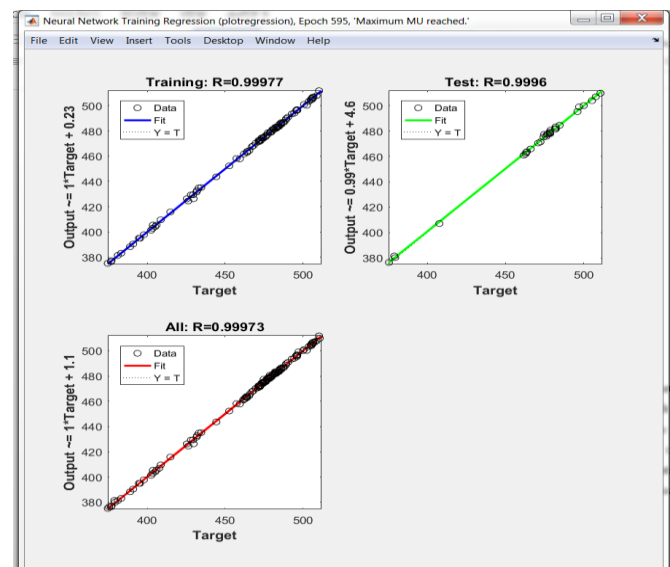 Neural Network Training Regression (plotregression), Epoch 595, 'Maximum MU reached.'
File Edit View Insert Tools Desktop Window Help
Training: R=0.99977
Output ~= 1*Target + 0.23
500
480
460
440
420
400
380
Data
Fit
Y = T
400 450 500
Target
Test: R=0.9996
Output ~= 0.99*Target + 4.6
500
480
460
440
420
400
380
Data
Fit
Y = T
400 450 500
Target
All: R=0.99973
Output ~= 1*Target + 1.1
500
480
460
440
420
400
380
Data
Fit
Y = T
400 450 500
Target